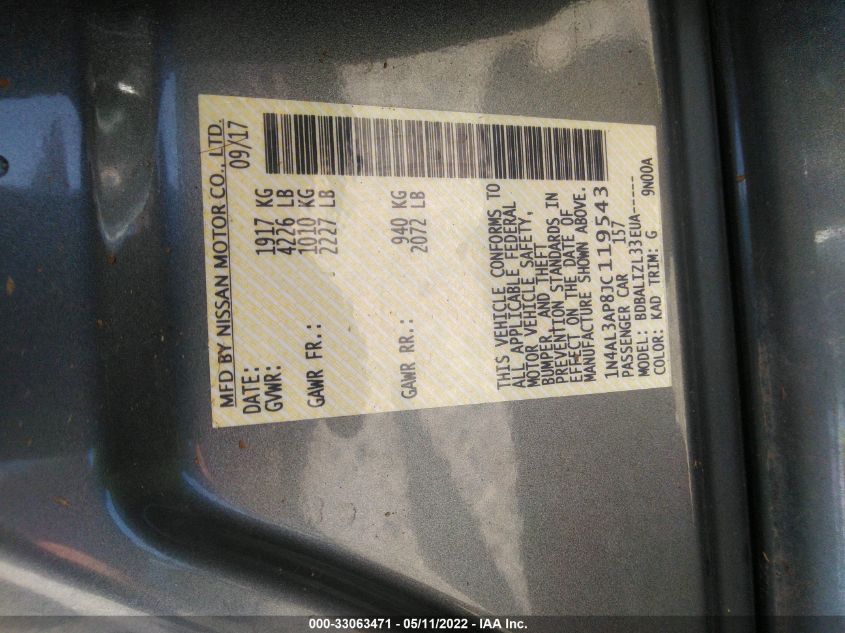 MFD BY NISSAN MOTOR CO., LTD.
DATE: 09/17
GVWR: 1917 KG
4226 LB
GAWR FR.: 1010 KG
2227 LB
GAWR RR.: 940 KG
2072 LB
THIS VEHICLE CONFORMS TO
ALL APPLICABLE FEDERAL
MOTOR VEHICLE SAFETY,
BUMPER, AND THEFT
PREVENTION STANDARDS IN
EFFECT ON THE DATE OF
MANUFACTURE SHOWN ABOVE.
1N4AL3AP8JC119543
PASSENGER CAR 157
MODEL: BDBALIZL33EUA-----
COLOR: KAD TRIM: G 9N00A
000-33063471 - 05/11/2022 - IAA Inc.